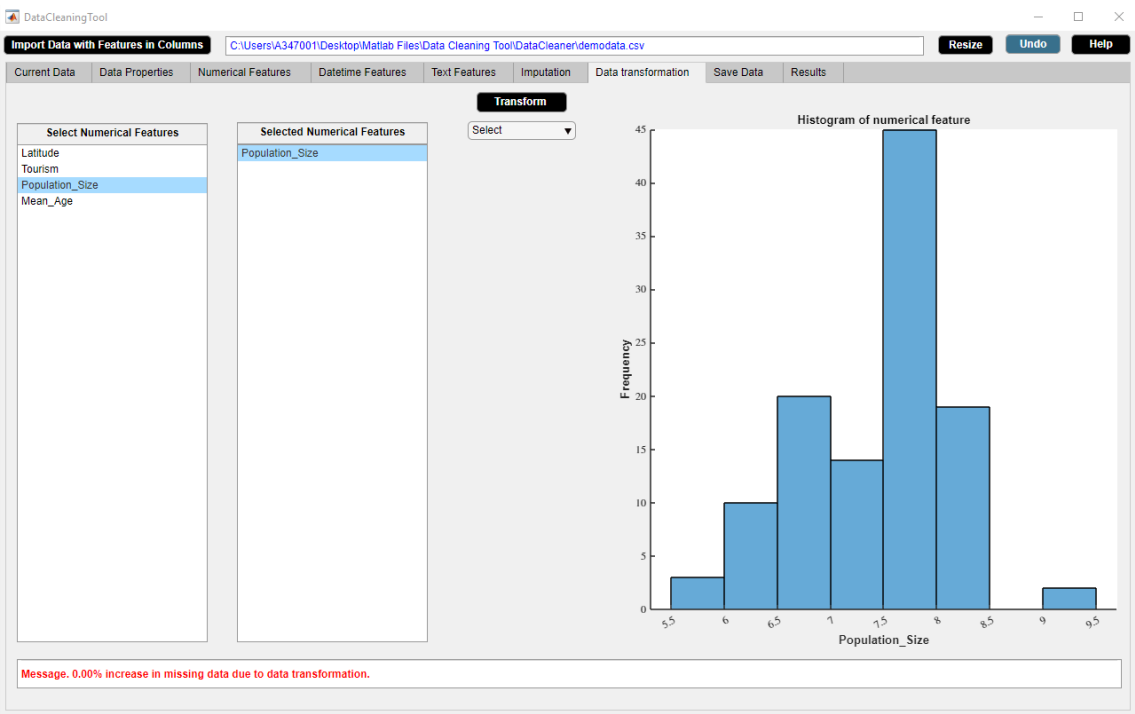 DataCleaningTool
Import Data with Features in Columns
C:\Users\A347001\Desktop\Matlab Files\Data Cleaning Tool\DataCleaner\demodata.csv
Resize
Undo
Help
Current Data
Data Properties
Numerical Features
Datetime Features
Text Features
Imputation
Data transformation
Save Data
Results
Transform
Select
Select Numerical Features
Latitude
Tourism
Population_Size
Mean_Age
Selected Numerical Features
Population_Size
Histogram of numerical feature
45
40
35
30
25
20
15
10
5
0
Frequency
5.5
6
6.5
7
7.5
8
8.5
9
9.5
Population_Size
Message. 0.00% increase in missing data due to data transformation.